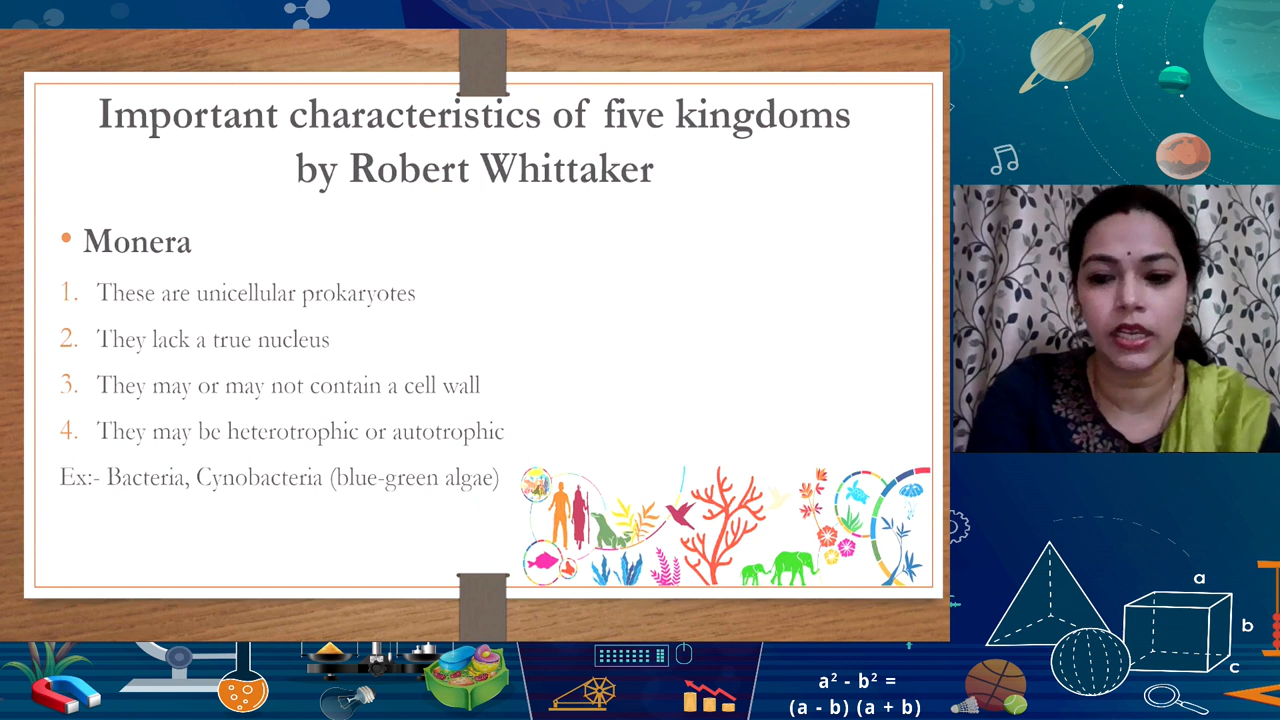 Important characteristics of five kingdoms
by Robert Whittaker
• Monera
1. These are unicellular prokaryotes
2. They lack a true nucleus
3. They may or may not contain a cell wall
4. They may be heterotrophic or autotrophic
Ex:- Bacteria, Cynobacteria (blue-green algae)
a
b
c
a² - b² =
(a - b) (a + b)